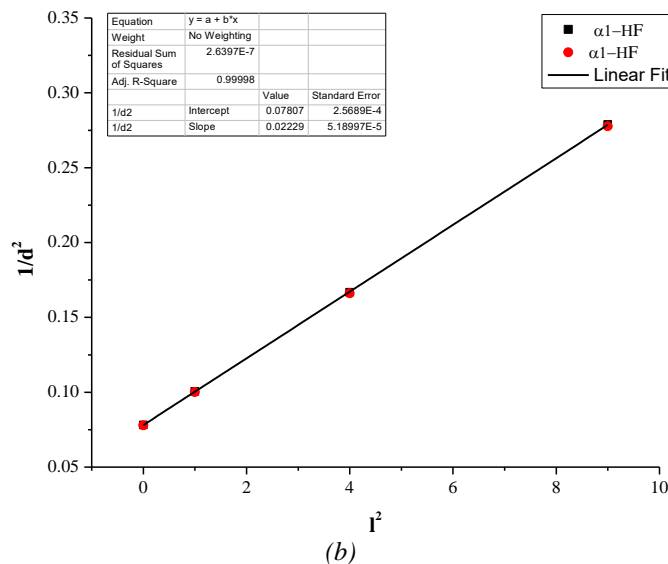 Equation y = a + b*x
Weight No Weighting
Residual Sum of Squares 2.6397E-7
Adj. R-Square 0.99998
Value Standard Error
1/d2 Intercept 0.07807 2.5689E-4
1/d2 Slope 0.02229 5.18997E-5
α1–HF
α1–HF
Linear Fit
0.35
0.30
0.25
0.20
0.15
0.10
0.05
1/d²
0 2 4 6 8 10
l²
(b)